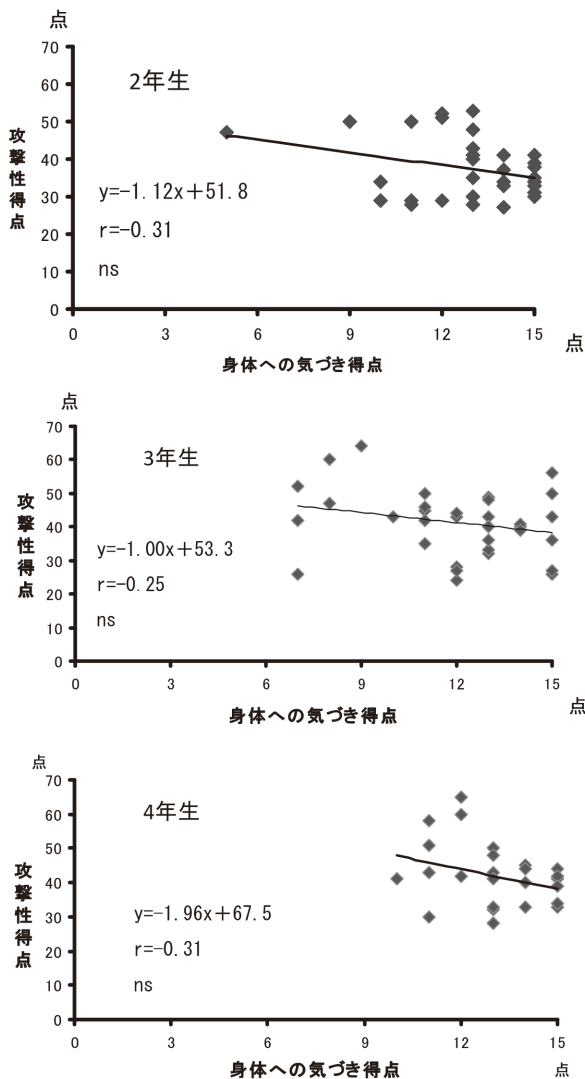 点
70
60
50
40
30
20
10
0
攻撃性得点
2年生
y=-1.12x+51.8
r=-0.31
ns
0 3 6 9 12 15
身体への気づき得点
点
点
70
60
50
40
30
20
10
0
攻撃性得点
3年生
y=-1.00x+53.3
r=-0.25
ns
0 3 6 9 12 15
身体への気づき得点
点
点
70
60
50
40
30
20
10
0
攻撃性得点
4年生
y=-1.96x+67.5
r=-0.31
ns
0 3 6 9 12 15
身体への気づき得点
点